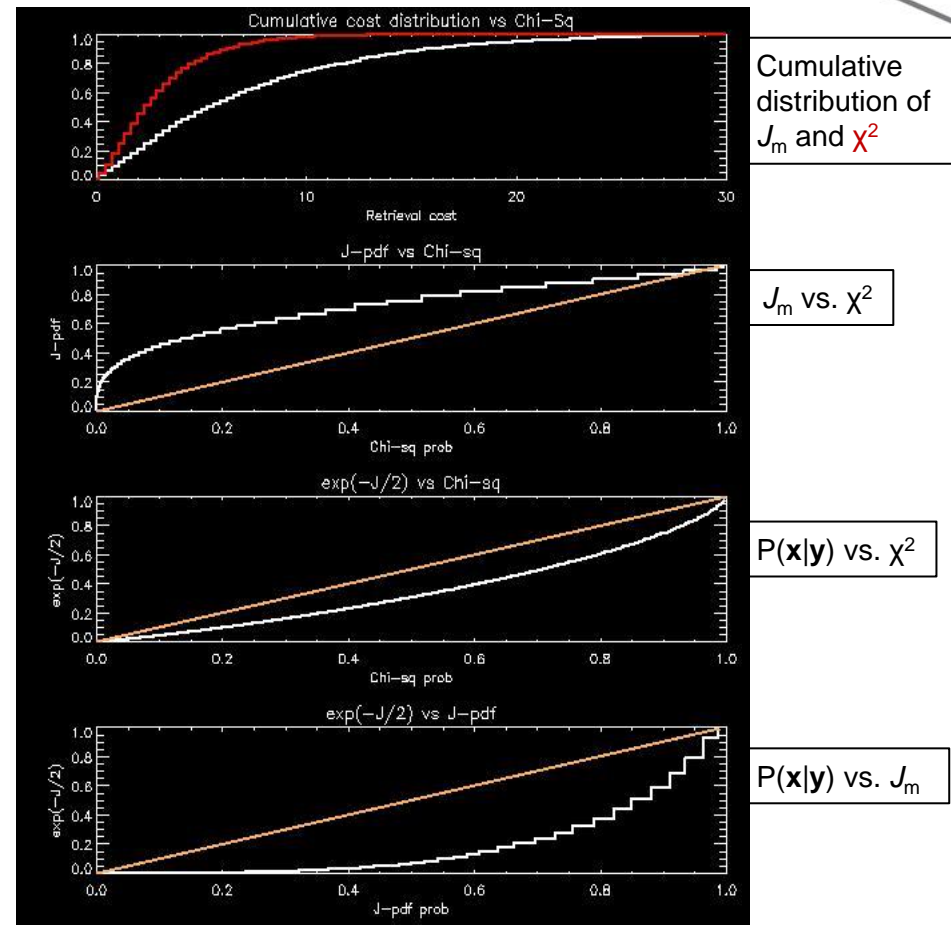 Cumulative cost distribution vs Chi-Sq
1.0
0.8
0.6
0.4
0.2
0.0
0 10 20 30
Retrieval cost
Cumulative
distribution of
Jm and χ2
J-pdf vs Chi-sq
1.0
0.8
0.6
0.4
0.2
0.0
J-pdf
0.0 0.2 0.4 0.6 0.8 1.0
Chi-sq prob
Jm vs. χ2
exp(-J/2) vs Chi-sq
1.0
0.8
0.6
0.4
0.2
0.0
exp(-J/2)
0.0 0.2 0.4 0.6 0.8 1.0
Chi-sq prob
P(x|y) vs. χ2
exp(-J/2) vs J-pdf
1.0
0.8
0.6
0.4
0.2
0.0
exp(-J/2)
0.0 0.2 0.4 0.6 0.8 1.0
J-pdf prob
P(x|y) vs. Jm